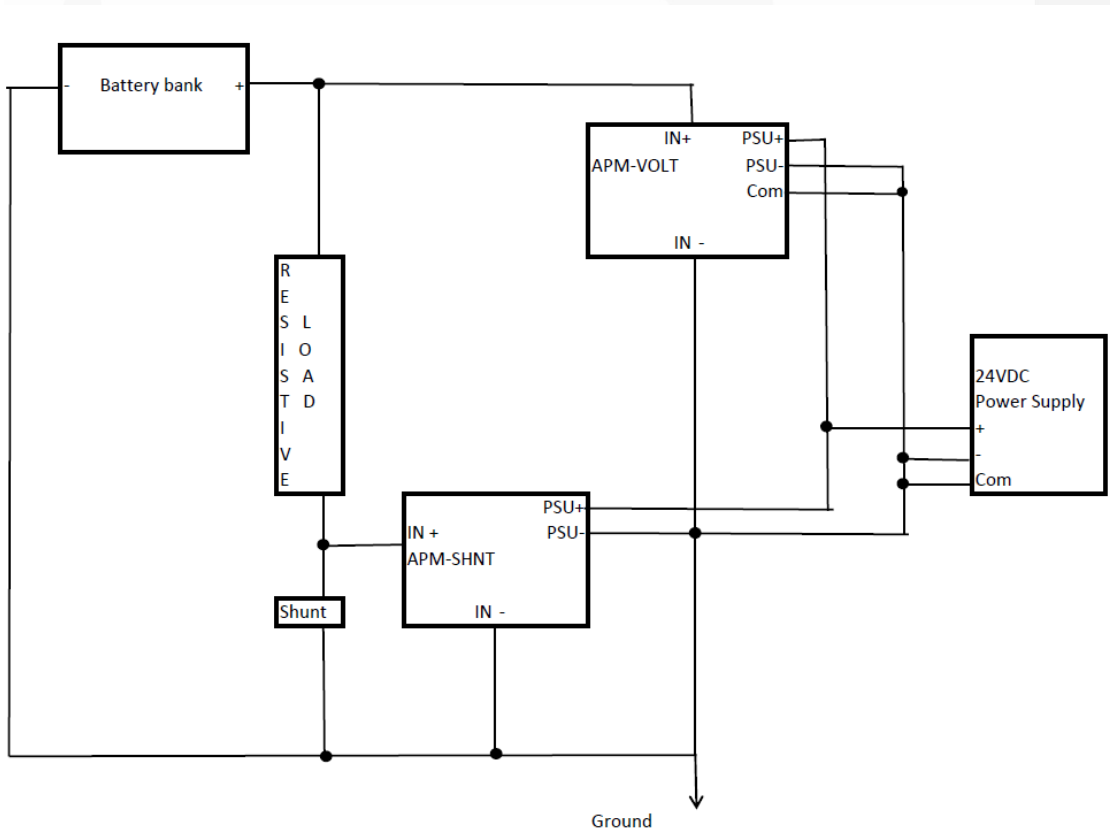 - Battery bank +
IN+ PSU+
APM-VOLT PSU-
Com
IN -
R
E
S L
I O
S A
T D
I
V
E
24VDC
Power Supply
+
-
Com
PSU+
IN + PSU-
APM-SHNT
IN -
Shunt
Ground